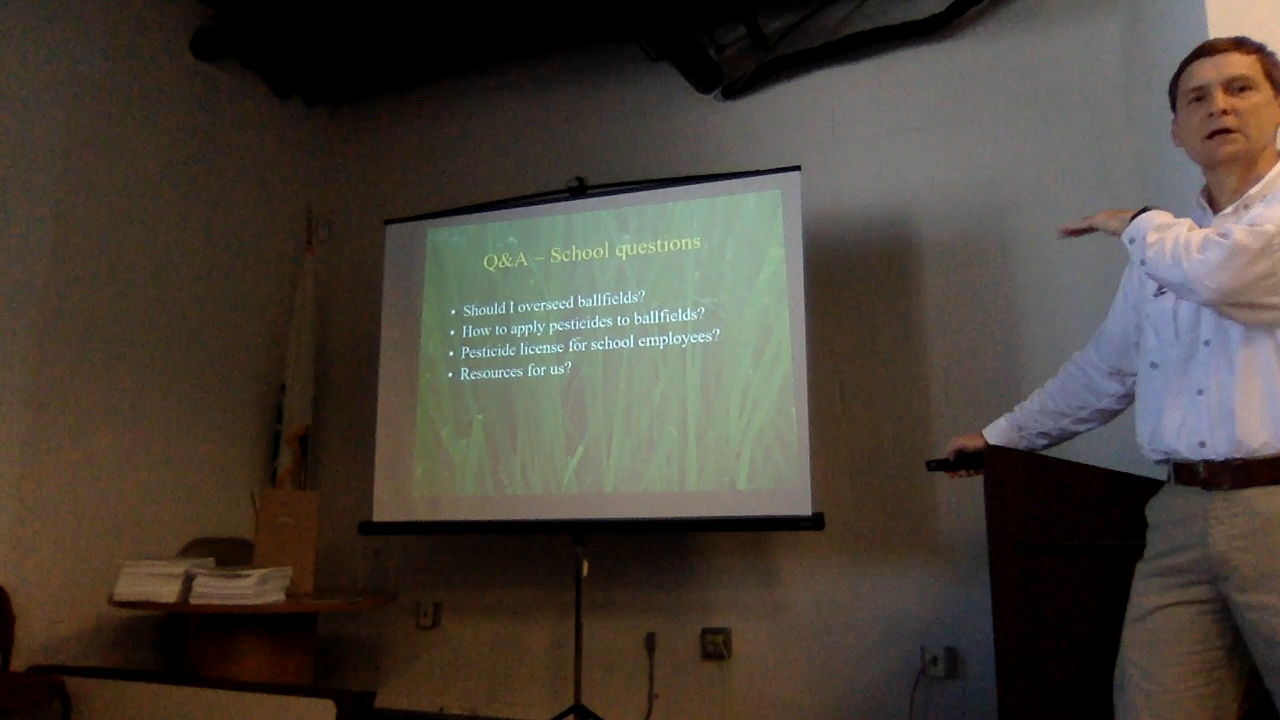 Q&A – School questions
• Should I overseed ballfields?
• How to apply pesticides to ballfields?
• Pesticide license for school employees?
• Resources for us?